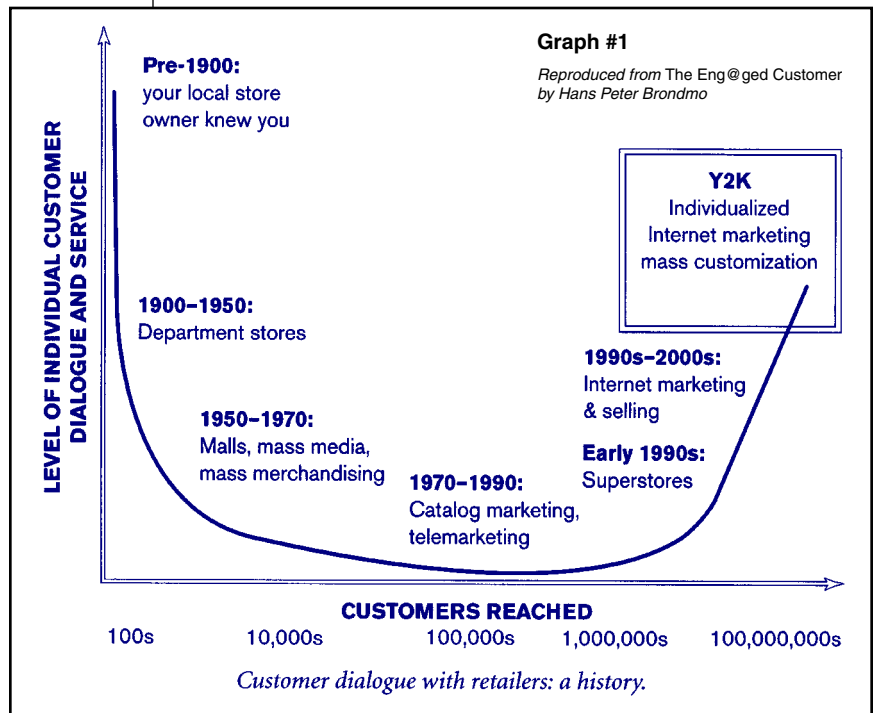 Graph #1
Reproduced from The Eng@ged Customer
by Hans Peter Brondmo
LEVEL OF INDIVIDUAL CUSTOMER
DIALOGUE AND SERVICE
Pre-1900:
your local store
owner knew you
Y2K
Individualized
Internet marketing
mass customization
1900–1950:
Department stores
1990s–2000s:
Internet marketing
& selling
1950–1970:
Malls, mass media,
mass merchandising
Early 1990s:
Superstores
1970–1990:
Catalog marketing,
telemarketing
CUSTOMERS REACHED
100s 10,000s 100,000s 1,000,000s 100,000,000s
Customer dialogue with retailers: a history.